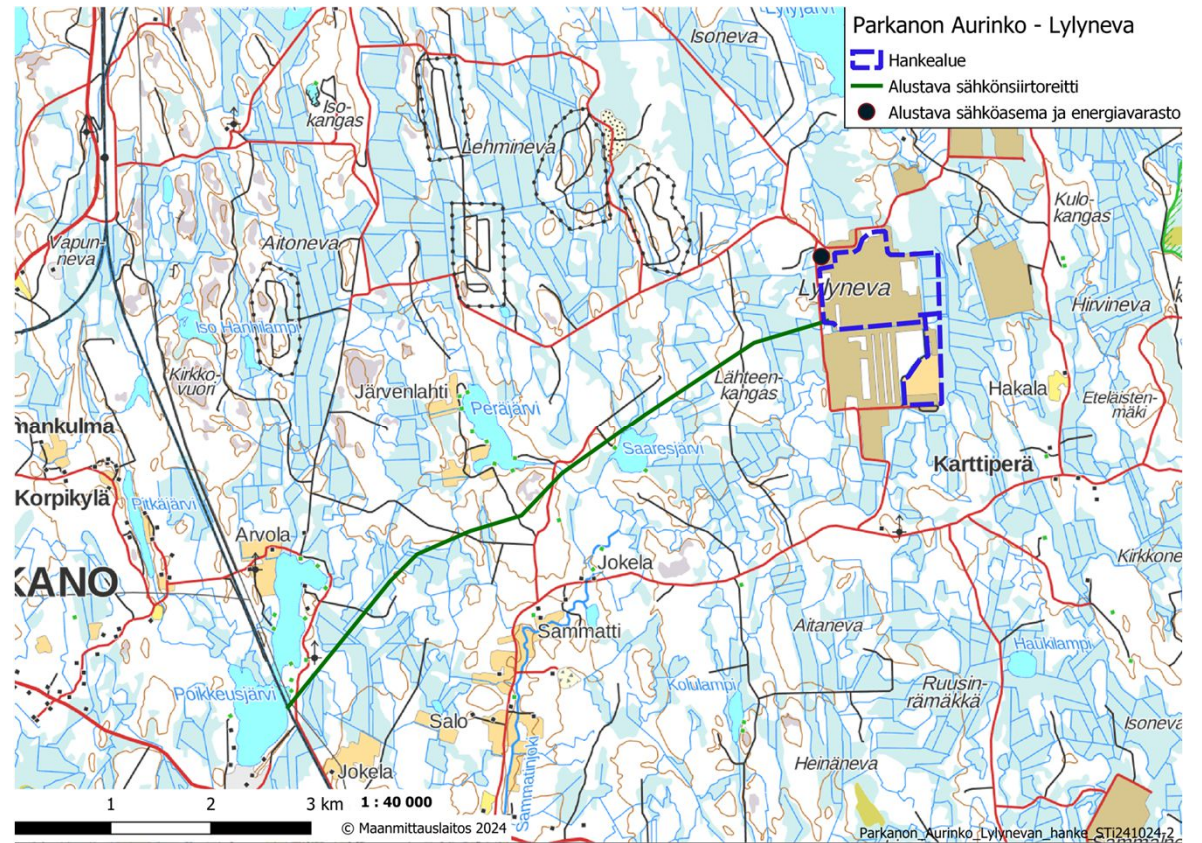 Parkanon Aurinko - Lylyneva
Hankealue
Alustava sähkönsiirtoreitti
Alustava sähköasema ja energiavarasto
Isoneva
Iso-
kangas
Lehmineva
Kulo-
kangas
Vapun-
neva
Aitoneva
Lylyneva
Hirvineva
Iso Hanhilampi
Kirkko-
vuori
Järvenlahti
Peräjärvi
Lähteen-
kangas
Hakala
Eteläisten-
mäki
mankulma
Saaresjärvi
Karttiperä
Korpikylä
Pitkäjärvi
Arvola
KANO
Jokela
Kirkkone
Sammatti
Aitaneva
Haukilampi
Poikkeusjärvi
Kolulampi
Ruusin-
rämäkkä
Salo
Isoneva
Sammatinjoki
Heinäneva
Jokela
1 2 3 km 1 : 40 000
© Maanmittauslaitos 2024
Parkanon_Aurinko_Lylynevan_hanke_STi241024-2